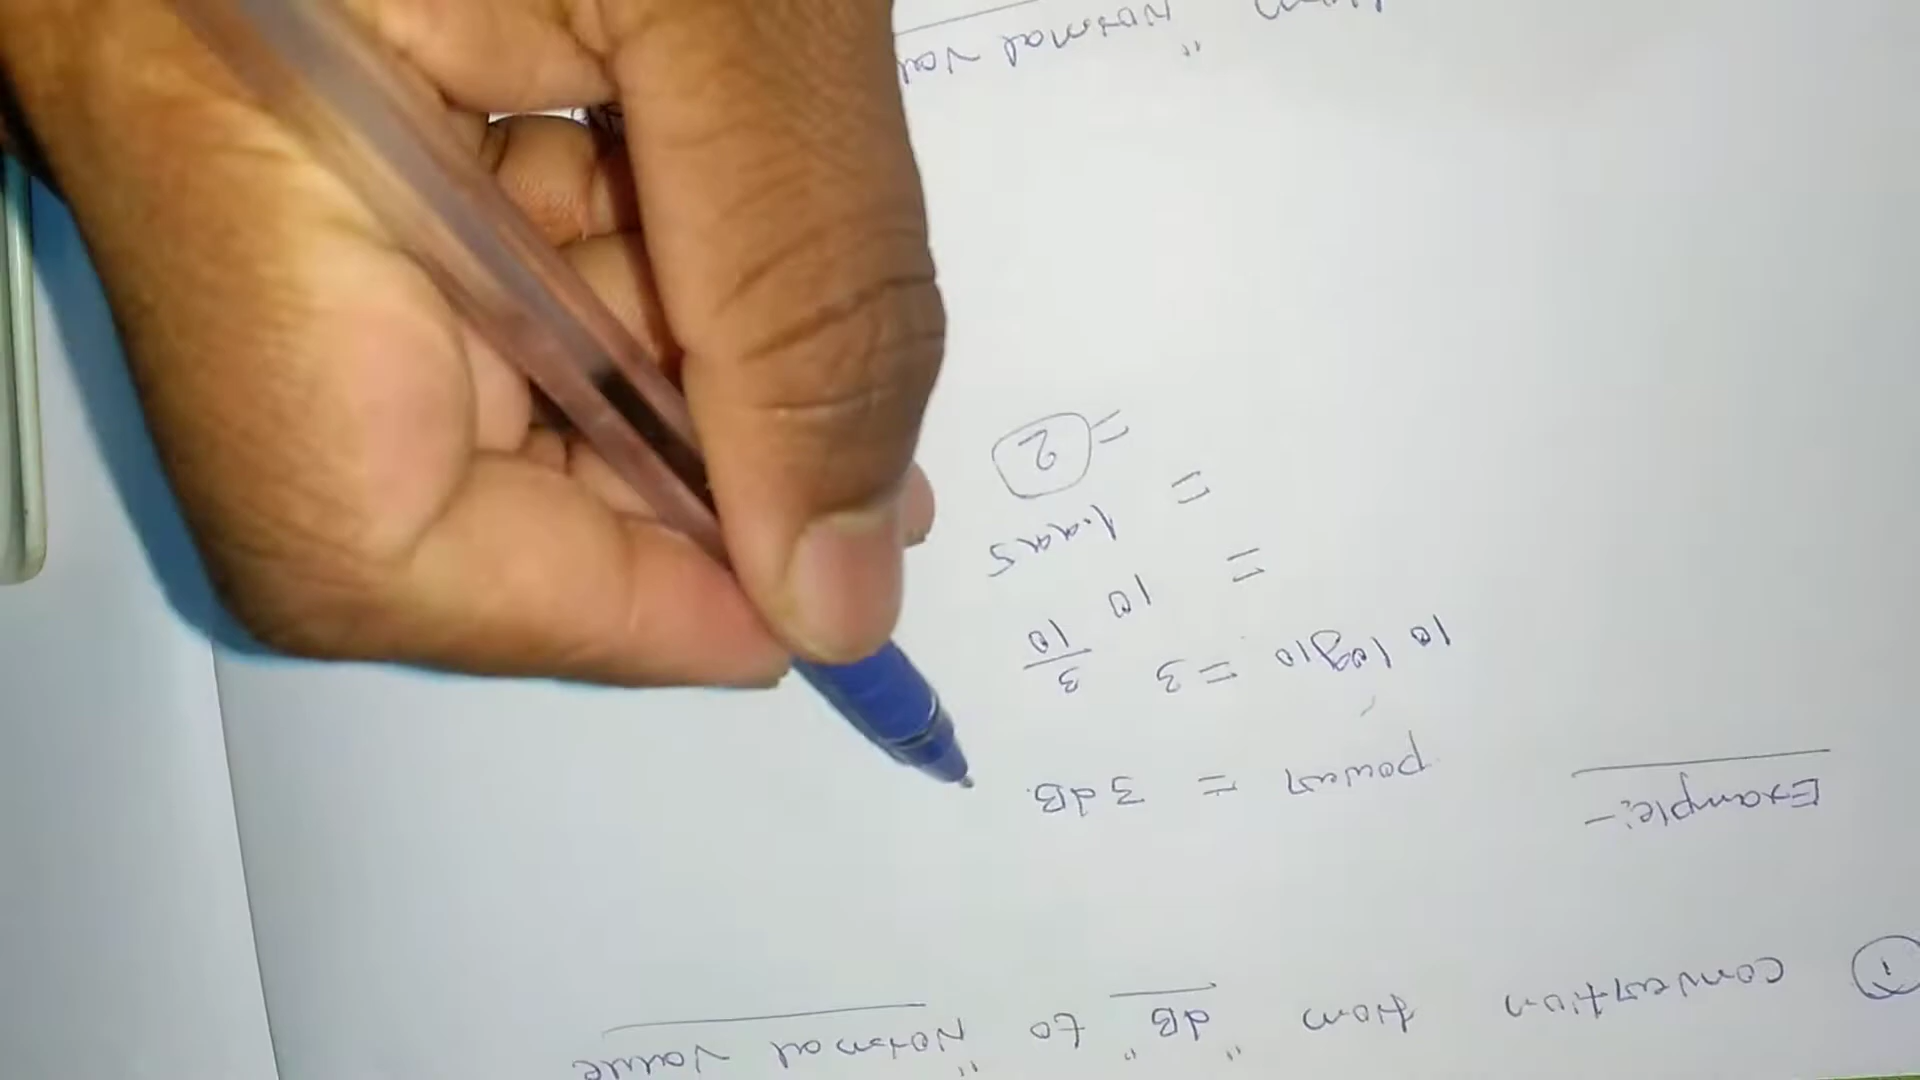 ① Conversion from "dB" to "Normal Value
Example:-
power = 3 dB.
10 log10 = 3
= 10 3/10
= 1.995
= 2
Normal Val